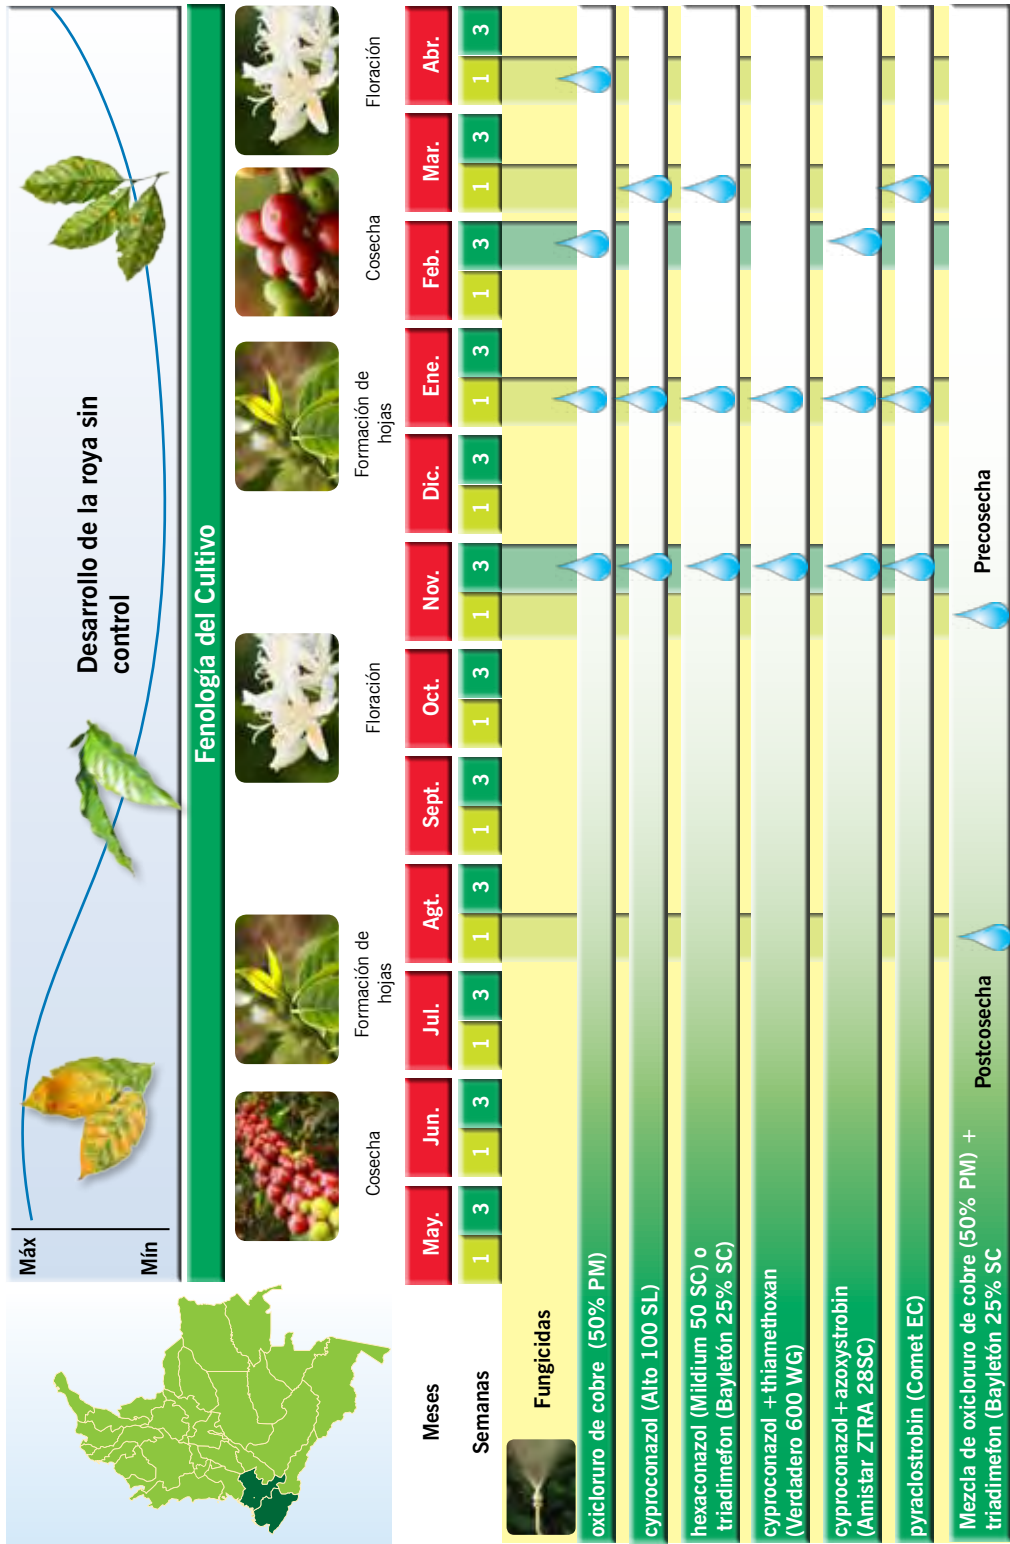 Máx
Mín
Desarrollo de la roya sin
control
Fenología del Cultivo
Cosecha
Formación de
hojas
Floración
Formación de
hojas
Cosecha
Floración
Meses
May.
Jun.
Jul.
Agt.
Sept.
Oct.
Nov.
Dic.
Ene.
Feb.
Mar.
Abr.
Semanas
1 3 1 3 1 3 1 3 1 3 1 3 1 3 1 3 1 3 1 3 1 3 1 3
Fungicidas
oxicloruro de cobre (50% PM)
cyproconazol (Alto 100 SL)
hexaconazol (Mildium 50 SC) o
triadimefon (Bayletón 25% SC)
cyproconazol +thiamethoxan
(Verdadero 600 WG)
cyproconazol+azoxystrobin
(Amistar ZTRA 28SC)
pyraclostrobin (Comet EC)
Mezcla de oxicloruro de cobre (50% PM) +
triadimefon (Bayletón 25% SC
Postcosecha
Precosecha